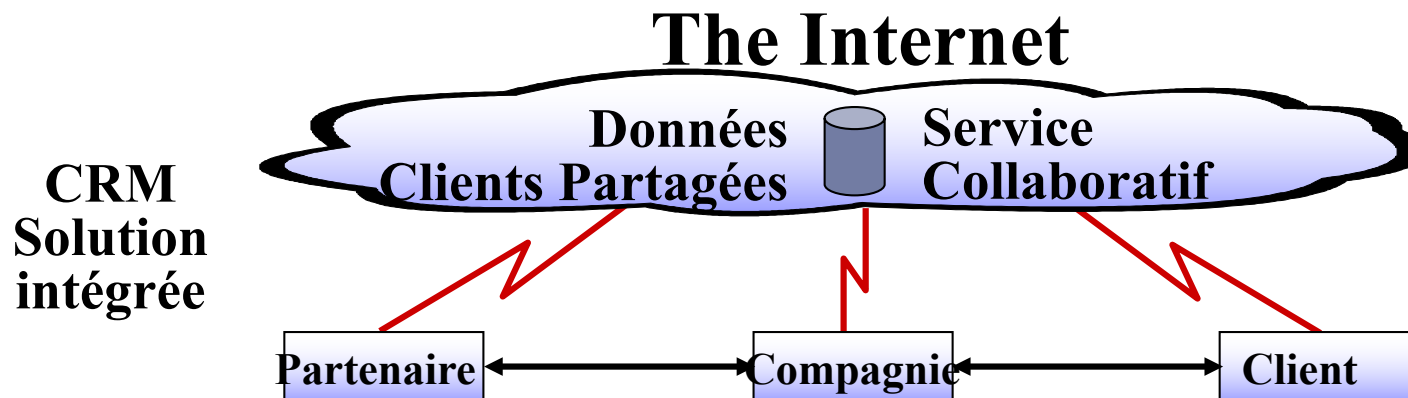 The Internet
Données
Clients Partagées
Service
Collaboratif
CRM
Solution
intégrée
Partenaire
Compagnie
Client